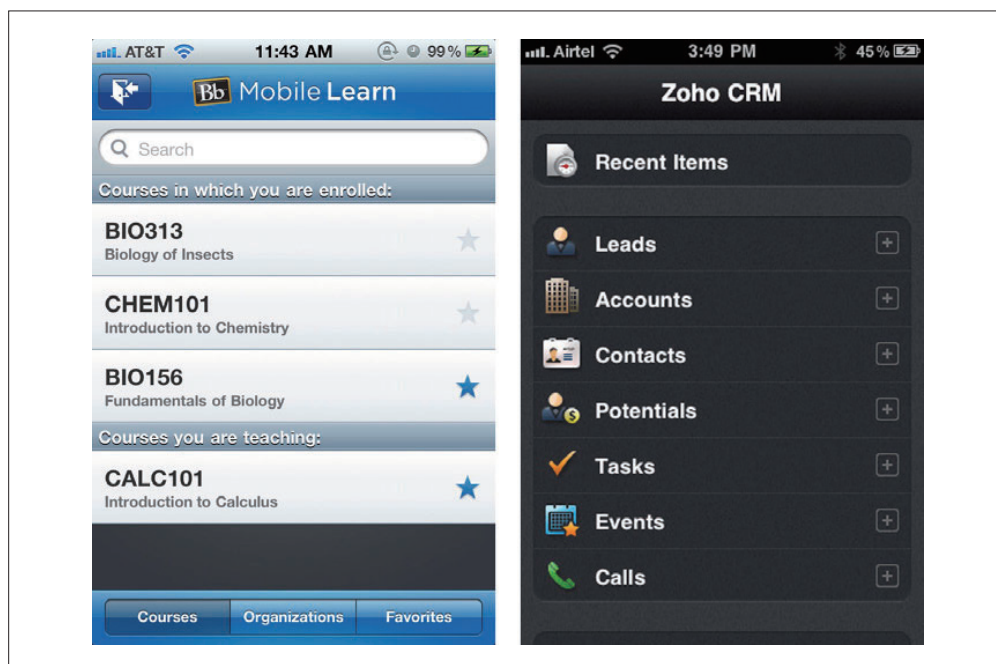 AT&T 11:43 AM 99%
Bb Mobile Learn
Search
Courses in which you are enrolled:
BIO313
Biology of Insects
CHEM101
Introduction to Chemistry
BIO156
Fundamentals of Biology
Courses you are teaching:
CALC101
Introduction to Calculus
Courses Organizations Favorites
Airtel 3:49 PM 45%
Zoho CRM
Recent Items
Leads
Accounts
Contacts
Potentials
Tasks
Events
Calls